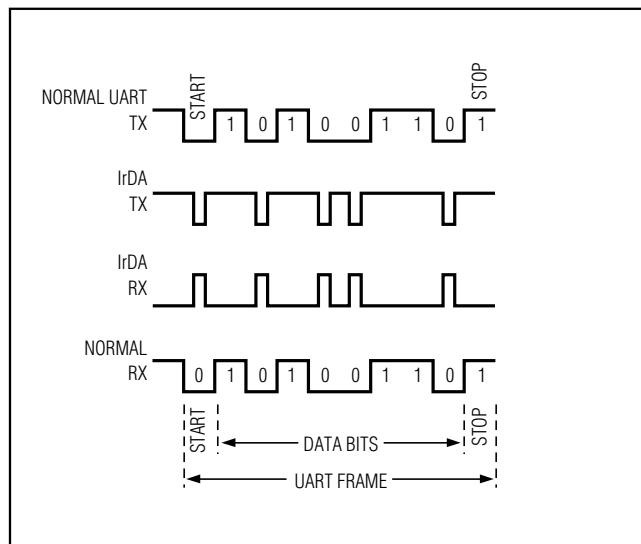 START
STOP
NORMAL UART
TX
1 0 1 0 0 1 1 0 1
IrDA
TX
IrDA
RX
NORMAL
RX
0 1 0 1 0 0 1 1 0 1
START
DATA BITS
STOP
UART FRAME